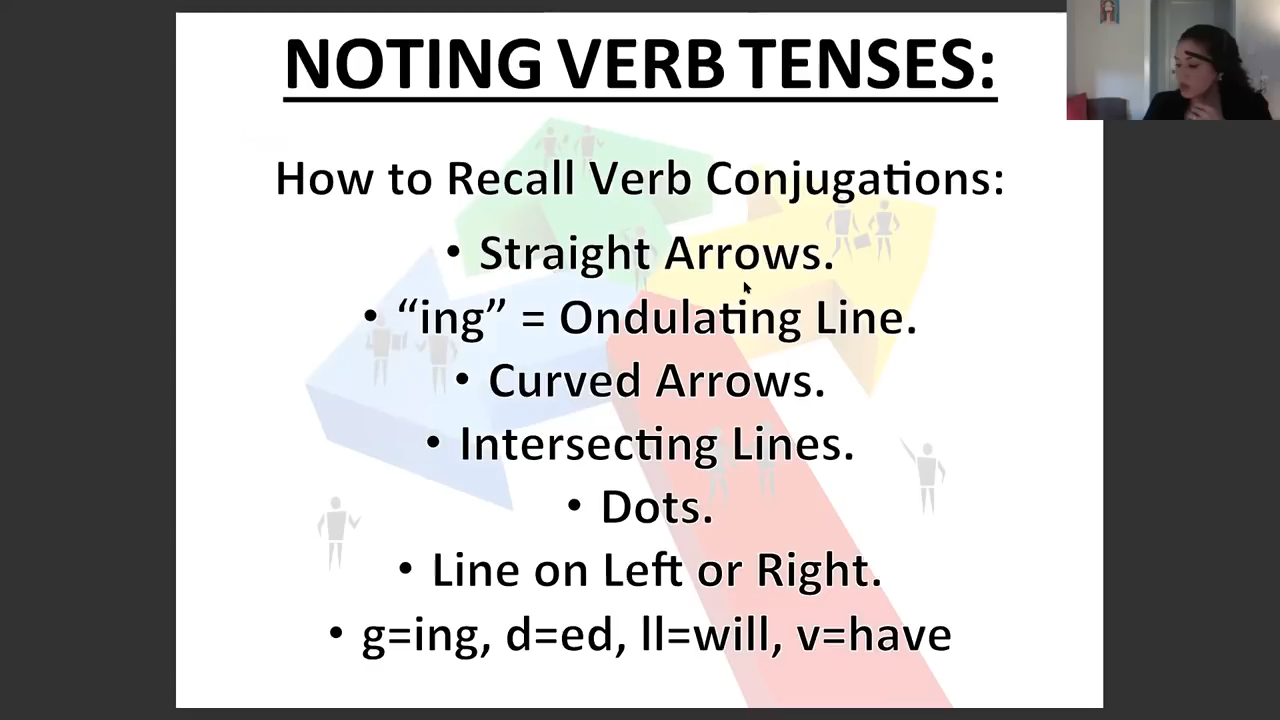 NOTING VERB TENSES:
How to Recall Verb Conjugations:
• Straight Arrows.
• “ing” = Ondulating Line.
• Curved Arrows.
• Intersecting Lines.
• Dots.
• Line on Left or Right.
• g=ing, d=ed, ll=will, v=have